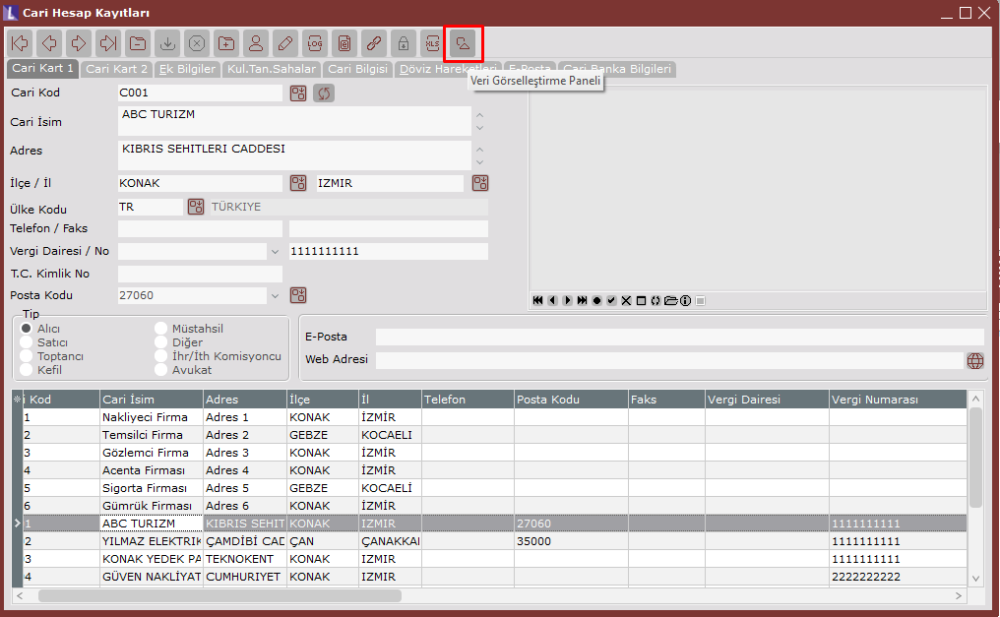 Cari Hesap Kayıtları
LOG
XLS
Cari Kart 1 Cari Kart 2 Ek Bilgiler Kul.Tan.Sahalar Cari Bilgisi Döviz Hareketleri E-Posta Cari Banka Bilgileri
Veri Görselleştirme Paneli
Cari Kod C001
Cari İsim ABC TURIZM
Adres KIBRIS SEHITLERI CADDESI
İlçe / İl KONAK IZMIR
Ülke Kodu TR TÜRKIYE
Telefon / Faks
Vergi Dairesi / No 1111111111
T.C. Kimlik No
Posta Kodu 27060
Tip
Alıcı Müstahsil
Satıcı Diğer
Toptancı İhr/İth Komisyoncu
Kefil Avukat
E-Posta
Web Adresi
i Kod Cari İsim Adres İlçe İl Telefon Posta Kodu Faks Vergi Dairesi Vergi Numarası
1 Nakliyeci Firma Adres 1 KONAK İZMİR
2 Temsilci Firma Adres 2 GEBZE KOCAELI
3 Gözlemci Firma Adres 3 KONAK İZMİR
4 Acenta Firması Adres 4 KONAK İZMİR
5 Sigorta Firması Adres 5 GEBZE KOCAELİ
6 Gümrük Firması Adres 6 KONAK İZMİR
1 ABC TURIZM KIBRIS SEHIT KONAK IZMIR 27060 1111111111
2 YILMAZ ELEKTRIK ÇAMDİBİ CAD ÇAN ÇANAKKAL 35000 1111111111
3 KONAK YEDEK PA TEKNOKENT KONAK IZMIR 1111111111
4 GÜVEN NAKLİYAT CUMHURIYET KONAK IZMIR 2222222222